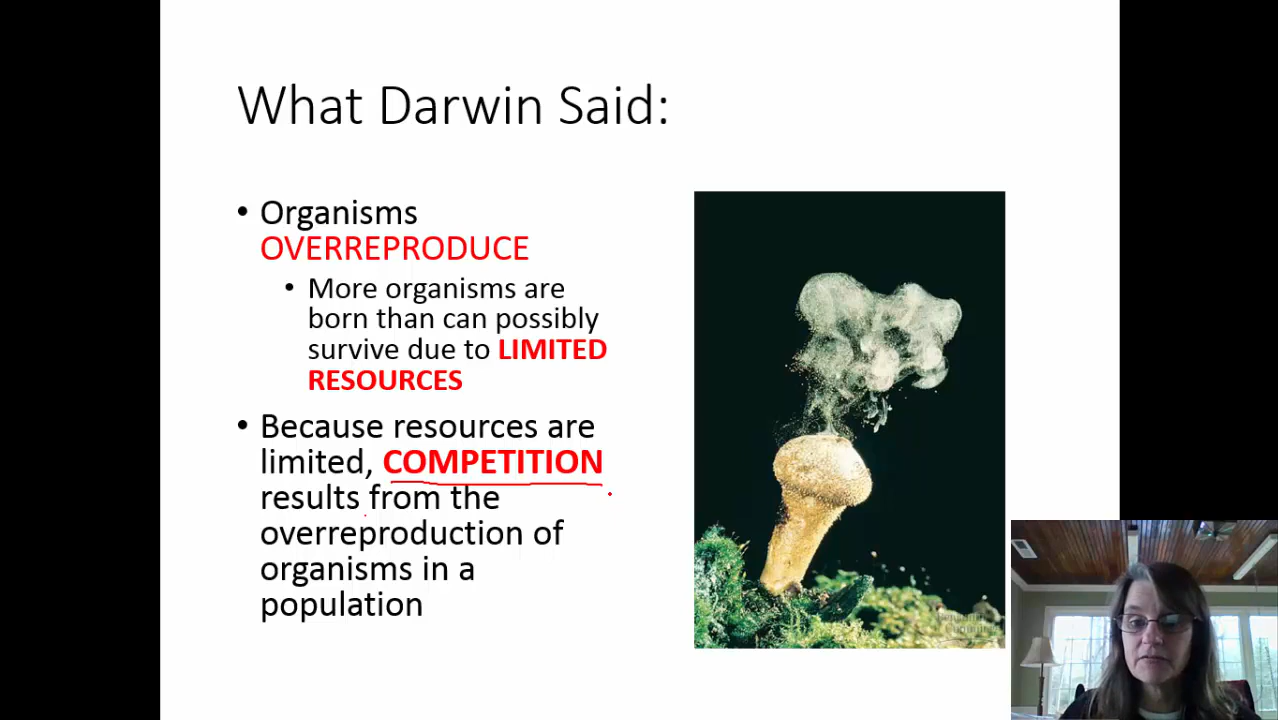 What Darwin Said:
• Organisms
OVERREPRODUCE
• More organisms are
born than can possibly
survive due to LIMITED
RESOURCES
• Because resources are
limited, COMPETITION
results from the
overreproduction of
organisms in a
population